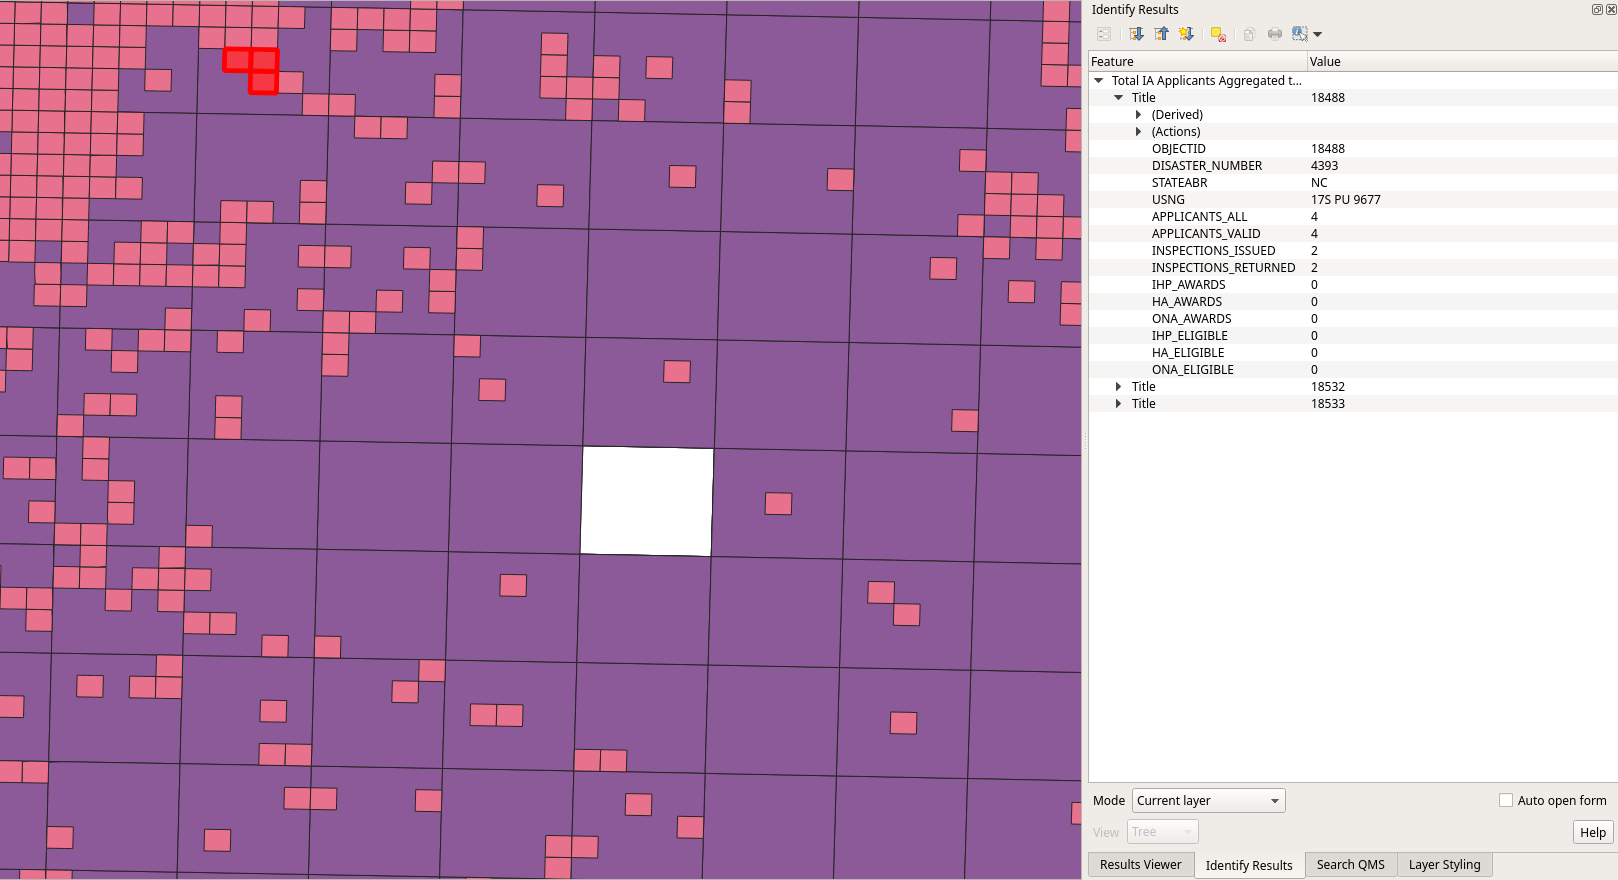 Identify Results
Feature Value
Total IA Applicants Aggregated t...
Title 18488
(Derived)
(Actions)
OBJECTID 18488
DISASTER_NUMBER 4393
STATEABR NC
USNG 17S PU 9677
APPLICANTS_ALL 4
APPLICANTS_VALID 4
INSPECTIONS_ISSUED 2
INSPECTIONS_RETURNED 2
IHP_AWARDS 0
HA_AWARDS 0
ONA_AWARDS 0
IHP_ELIGIBLE 0
HA_ELIGIBLE 0
ONA_ELIGIBLE 0
Title 18532
Title 18533
Mode Current layer Auto open form
View Tree Help
Results Viewer Identify Results Search QMS Layer Styling